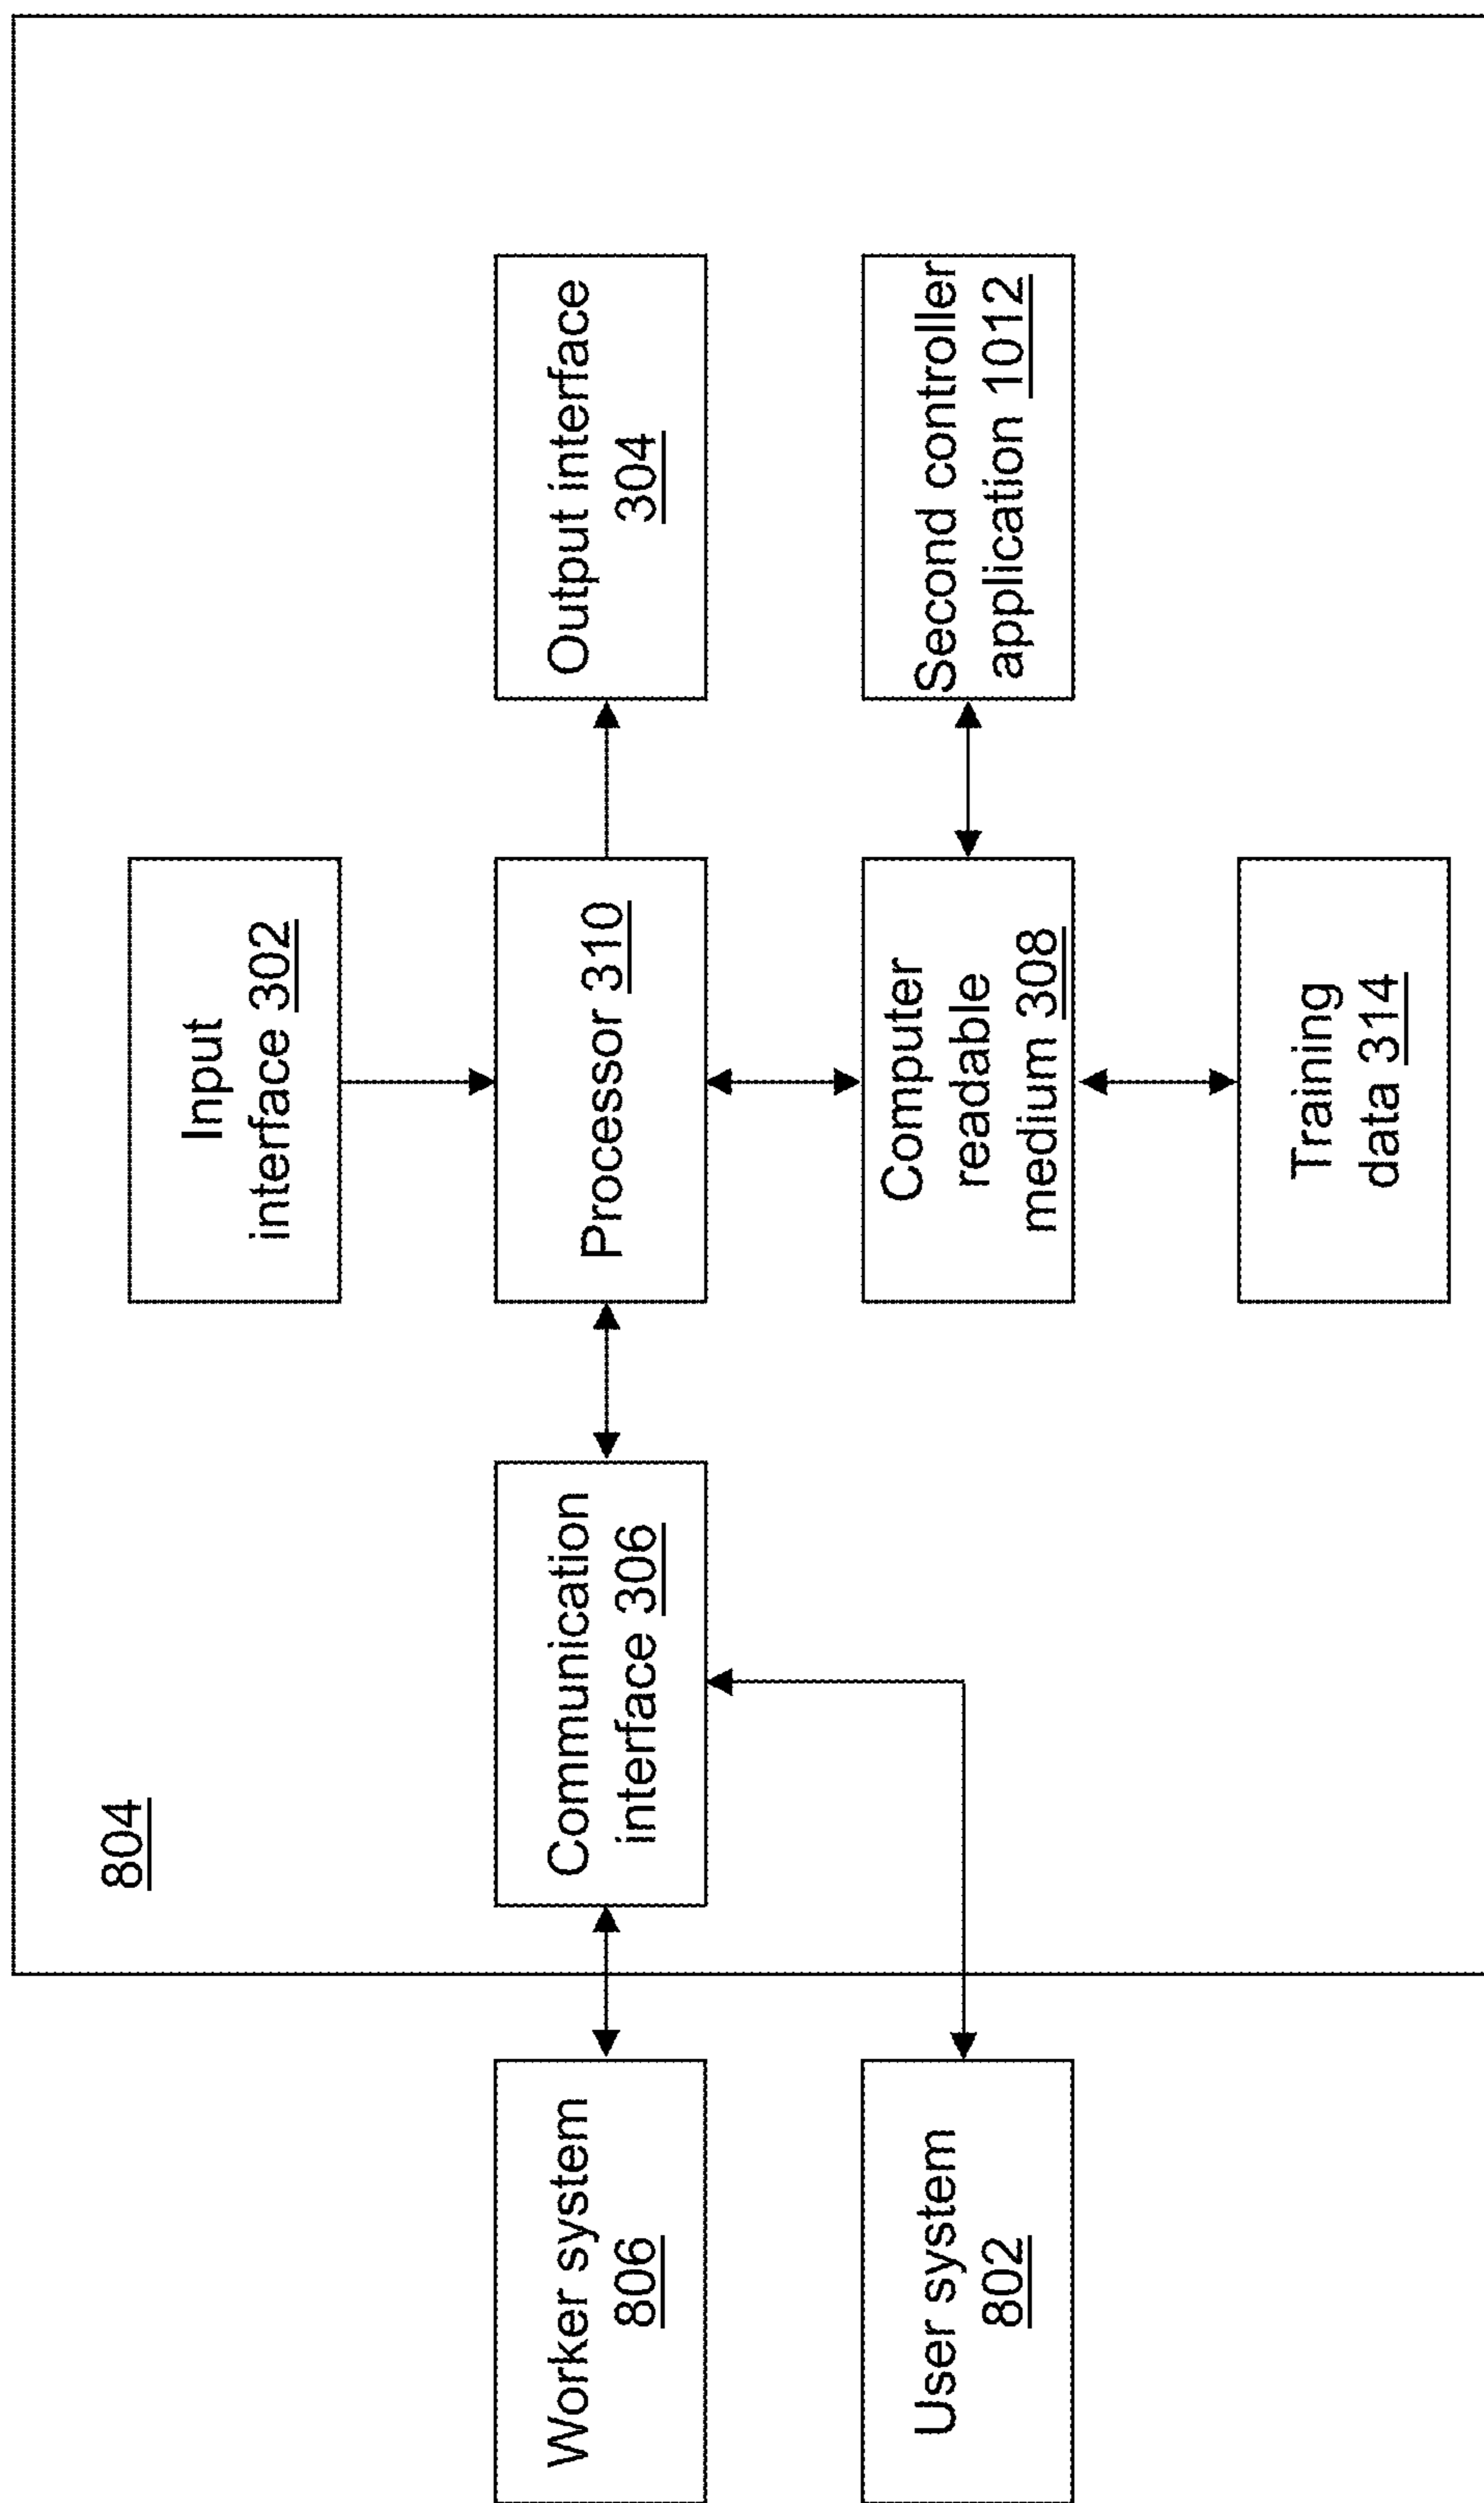 804
Input
interface 302
Worker system
806
Communication
interface 306
Processor 310
Output interface
304
User system
802
Computer
readable
medium 308
Second controller
application 1012
Training
data 314